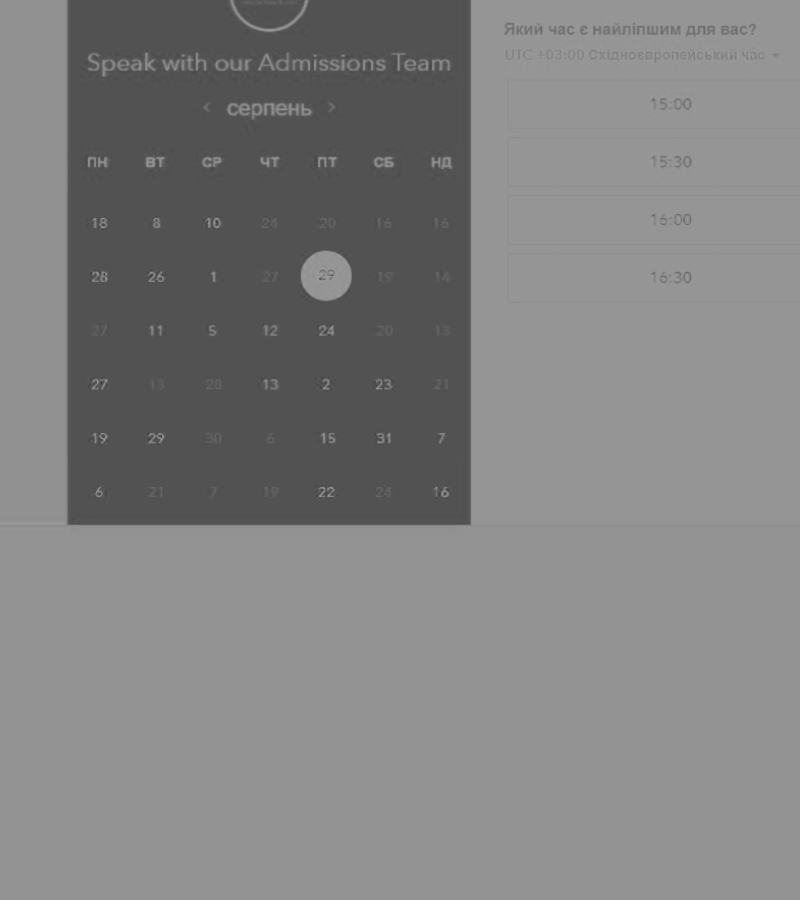 Speak with our Admissions Team
< серпень >
ПН ВТ СР ЧТ ПТ СБ НД
18 8 10 24 20 16 16
28 26 1 27 29 19 14
27 11 5 12 24 20 13
27 13 28 13 2 23 21
19 29 30 6 15 31 7
6 21 7 19 22 24 16
Який час є найліпшим для вас?
UTC +03:00 Східноєвропейський час
15:00
15:30
16:00
16:30